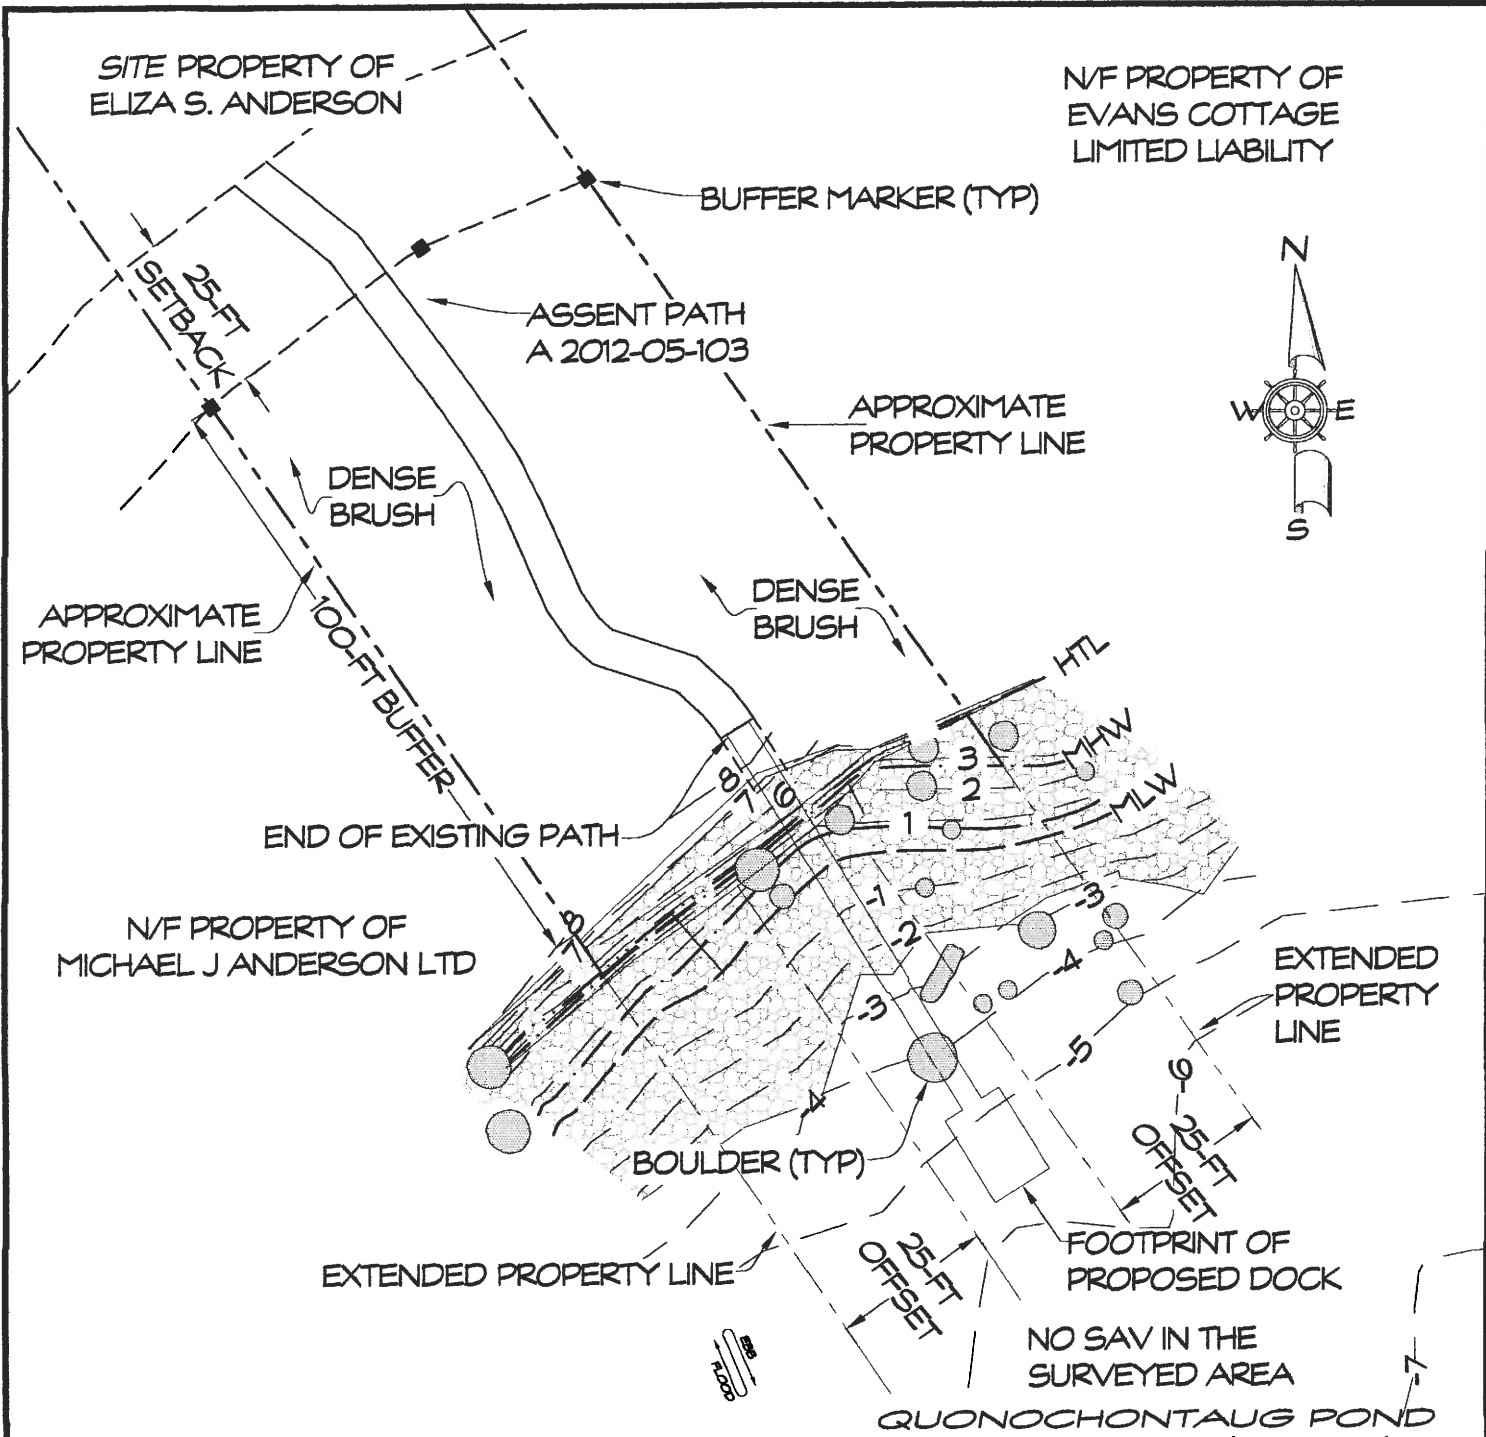 SITE PROPERTY OF
ELIZA S. ANDERSON
N/F PROPERTY OF
EVANS COTTAGE
LIMITED LIABILITY
BUFFER MARKER (TYP)
N
W
E
S
25-FT
SETBACK
ASSENT PATH
A 2012-05-103
APPROXIMATE
PROPERTY LINE
DENSE
BRUSH
DENSE
BRUSH
APPROXIMATE
PROPERTY LINE
100-FT BUFFER
HTL
MHW
MLW
3
2
1
8
7
6
END OF EXISTING PATH
-1
-2
-3
-3
-4
-4
-5
6
8
7
N/F PROPERTY OF
MICHAEL J ANDERSON LTD
EXTENDED
PROPERTY
LINE
BOULDER (TYP)
25-FT
OFFSET
EXTENDED PROPERTY LINE
25-FT
OFFSET
FOOTPRINT OF
PROPOSED DOCK
EBB
FLOOD
NO SAV IN THE
SURVEYED AREA
-7
QUONOCHONTAUG POND